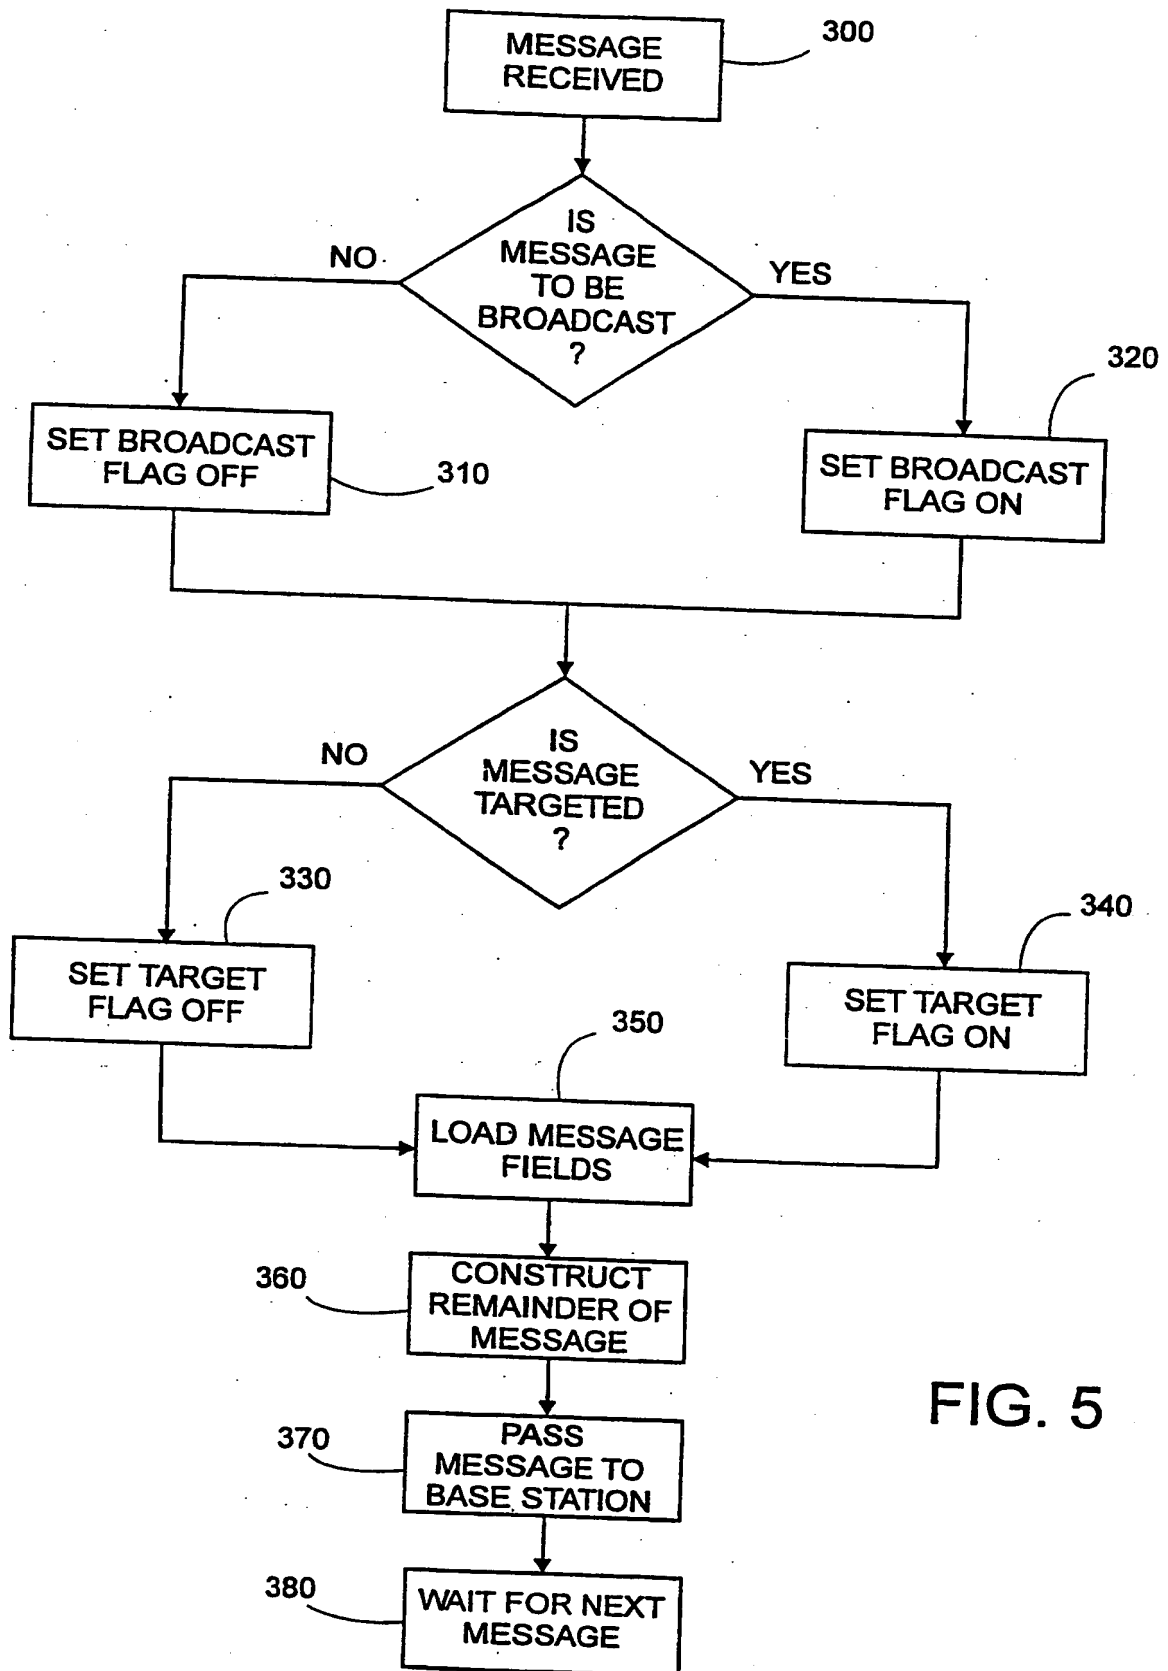 MESSAGE
RECEIVED
300
IS
MESSAGE
TO BE
BROADCAST
?
NO
YES
320
SET BROADCAST
FLAG OFF
310
SET BROADCAST
FLAG ON
IS
MESSAGE
TARGETED
?
NO
YES
330
340
SET TARGET
FLAG OFF
SET TARGET
FLAG ON
350
LOAD MESSAGE
FIELDS
360
CONSTRUCT
REMAINDER OF
MESSAGE
370
PASS
MESSAGE TO
BASE STATION
380
WAIT FOR NEXT
MESSAGE
FIG. 5